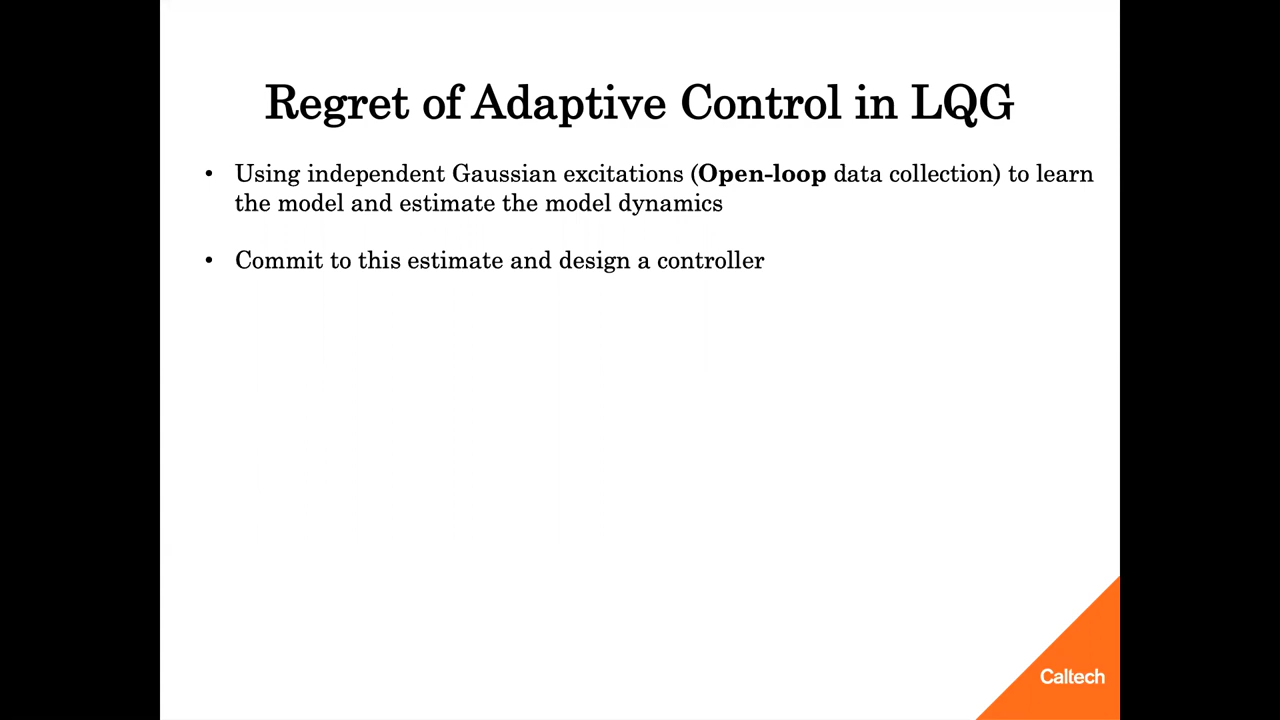 Regret of Adaptive Control in LQG
• Using independent Gaussian excitations (Open-loop data collection) to learn
the model and estimate the model dynamics
• Commit to this estimate and design a controller
Caltech